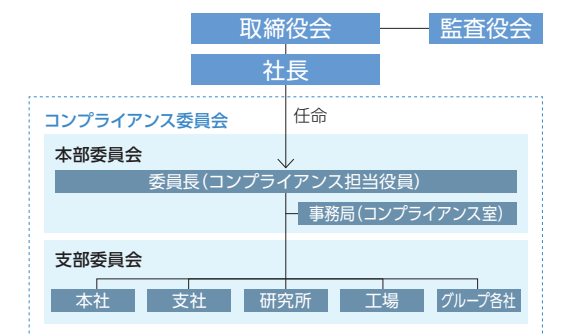 取締役会
監査役会
社長
任命
コンプライアンス委員会
本部委員会
委員長(コンプライアンス担当役員)
事務局(コンプライアンス室)
支部委員会
本社
支社
研究所
工場
グループ各社